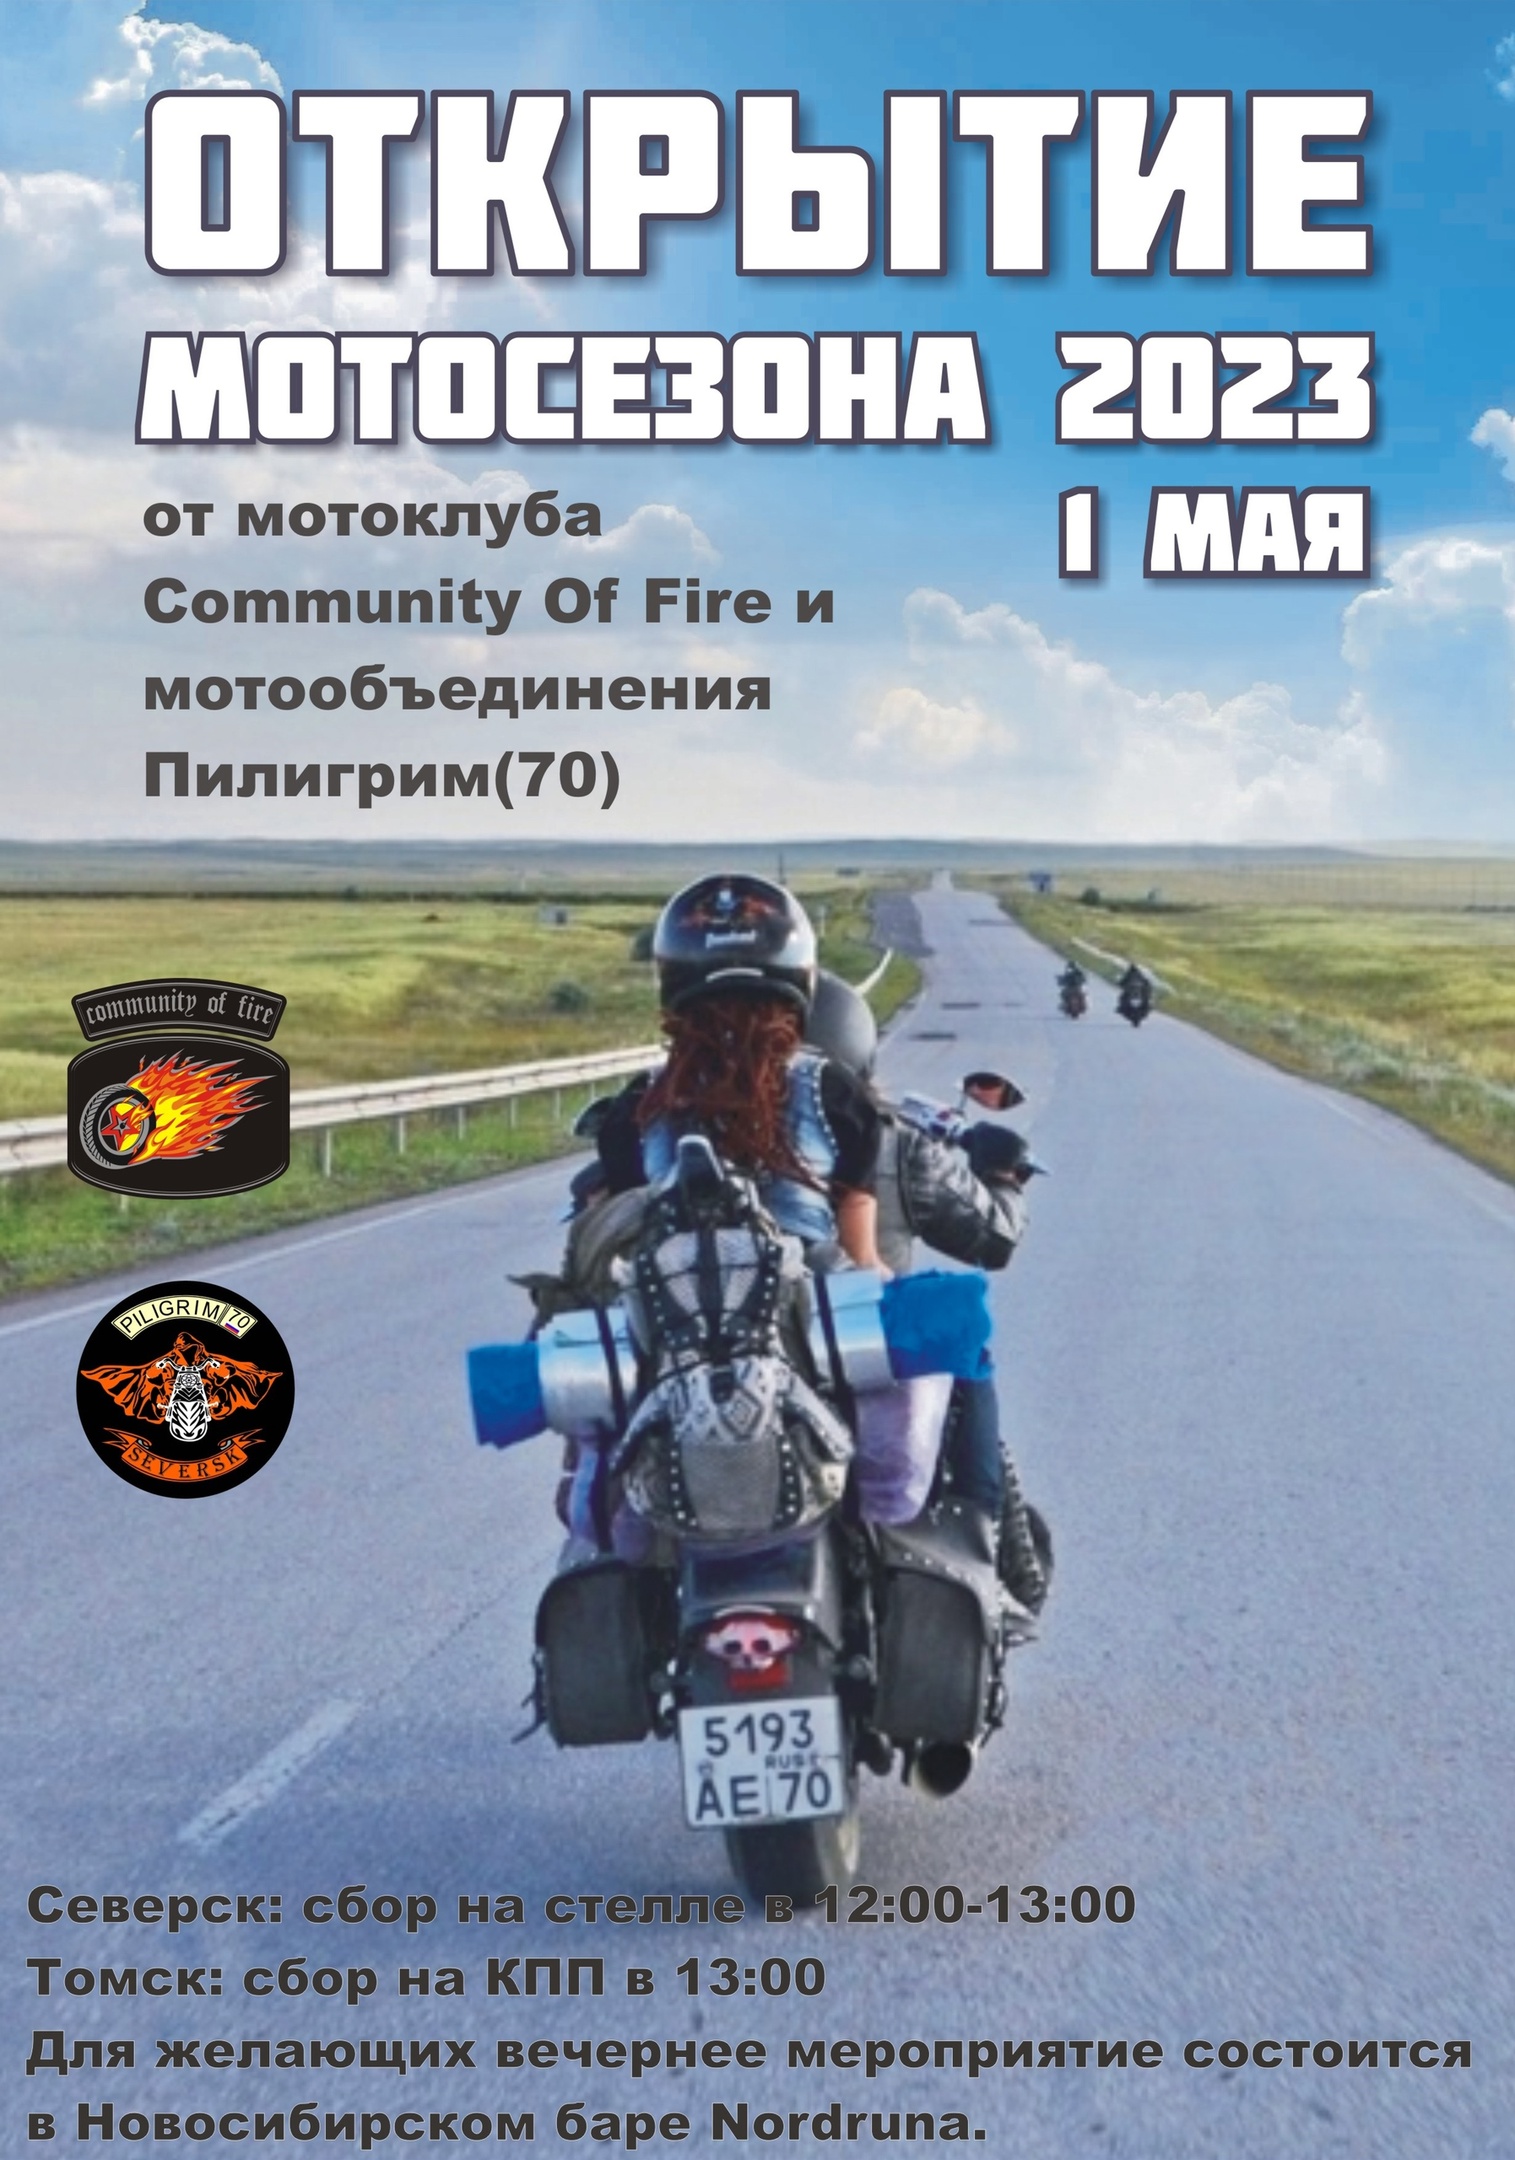 ОТКРЫТИЕ
МОТОСЕЗОНА 2023
1 МАЯ
от мотоклуба
Community Of Fire и
мотообъединения
Пилигрим(70)
community of fire
PILIGRIM 70
SEVERSK
5193
RUS
АЕ 70
Северск: сбор на стелле в 12:00-13:00
Томск: сбор на КПП в 13:00
Для желающих вечернее мероприятие состоится
в Новосибирском баре Nordruna.